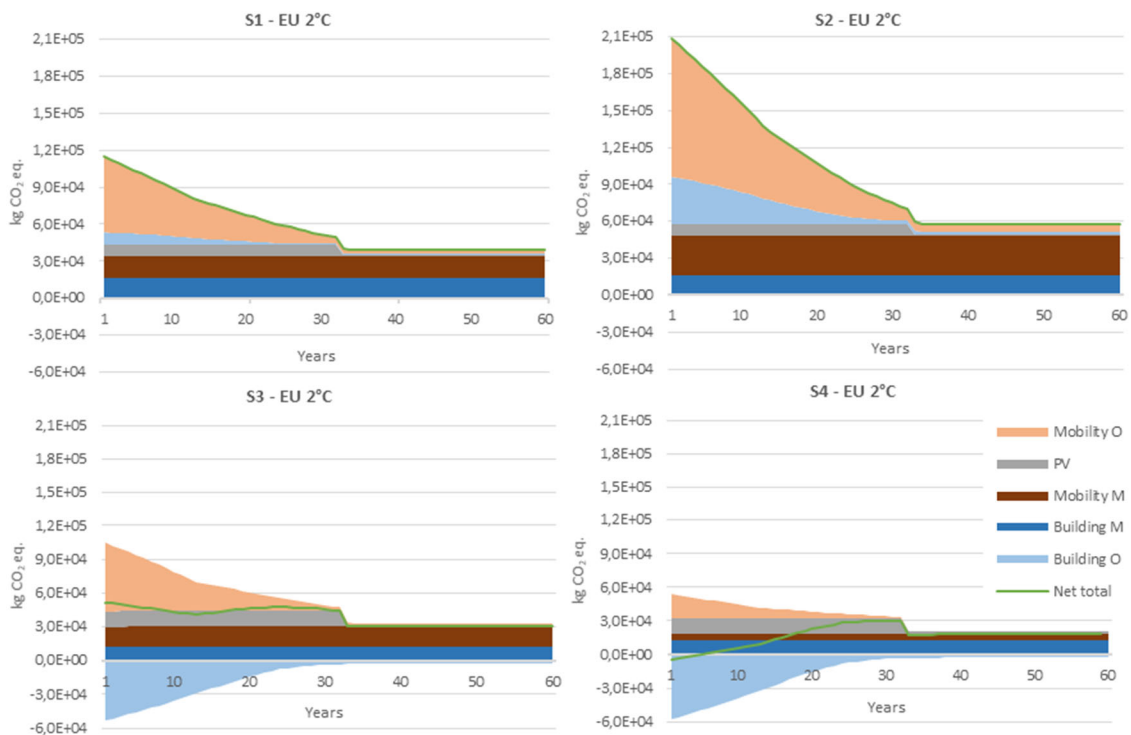 S1 - EU 2°C
2,1E+05
1,8E+05
1,5E+05
1,2E+05
9,0E+04
6,0E+04
3,0E+04
0,0E+00
-3,0E+04
-6,0E+04
kg CO₂ eq.
1 10 20 30 40 50 60
Years
S2 - EU 2°C
2,1E+05
1,8E+05
1,5E+05
1,2E+05
9,0E+04
6,0E+04
3,0E+04
0,0E+00
-3,0E+04
-6,0E+04
kg CO₂ eq.
1 10 20 30 40 50 60
Years
S3 - EU 2°C
2,1E+05
1,8E+05
1,5E+05
1,2E+05
9,0E+04
6,0E+04
3,0E+04
0,0E+00
-3,0E+04
-6,0E+04
kg CO₂ eq.
1 10 20 30 40 50 60
Years
S4 - EU 2°C
2,1E+05
1,8E+05
1,5E+05
1,2E+05
9,0E+04
6,0E+04
3,0E+04
0,0E+00
-3,0E+04
-6,0E+04
kg CO₂ eq.
1 10 20 30 40 50 60
Years
Mobility O
PV
Mobility M
Building M
Building O
Net total